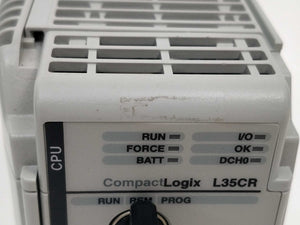 RUN I/O
FORCE OK
BATT DCH0
CPU
CompactLogix L35CR
RUN REM PROG